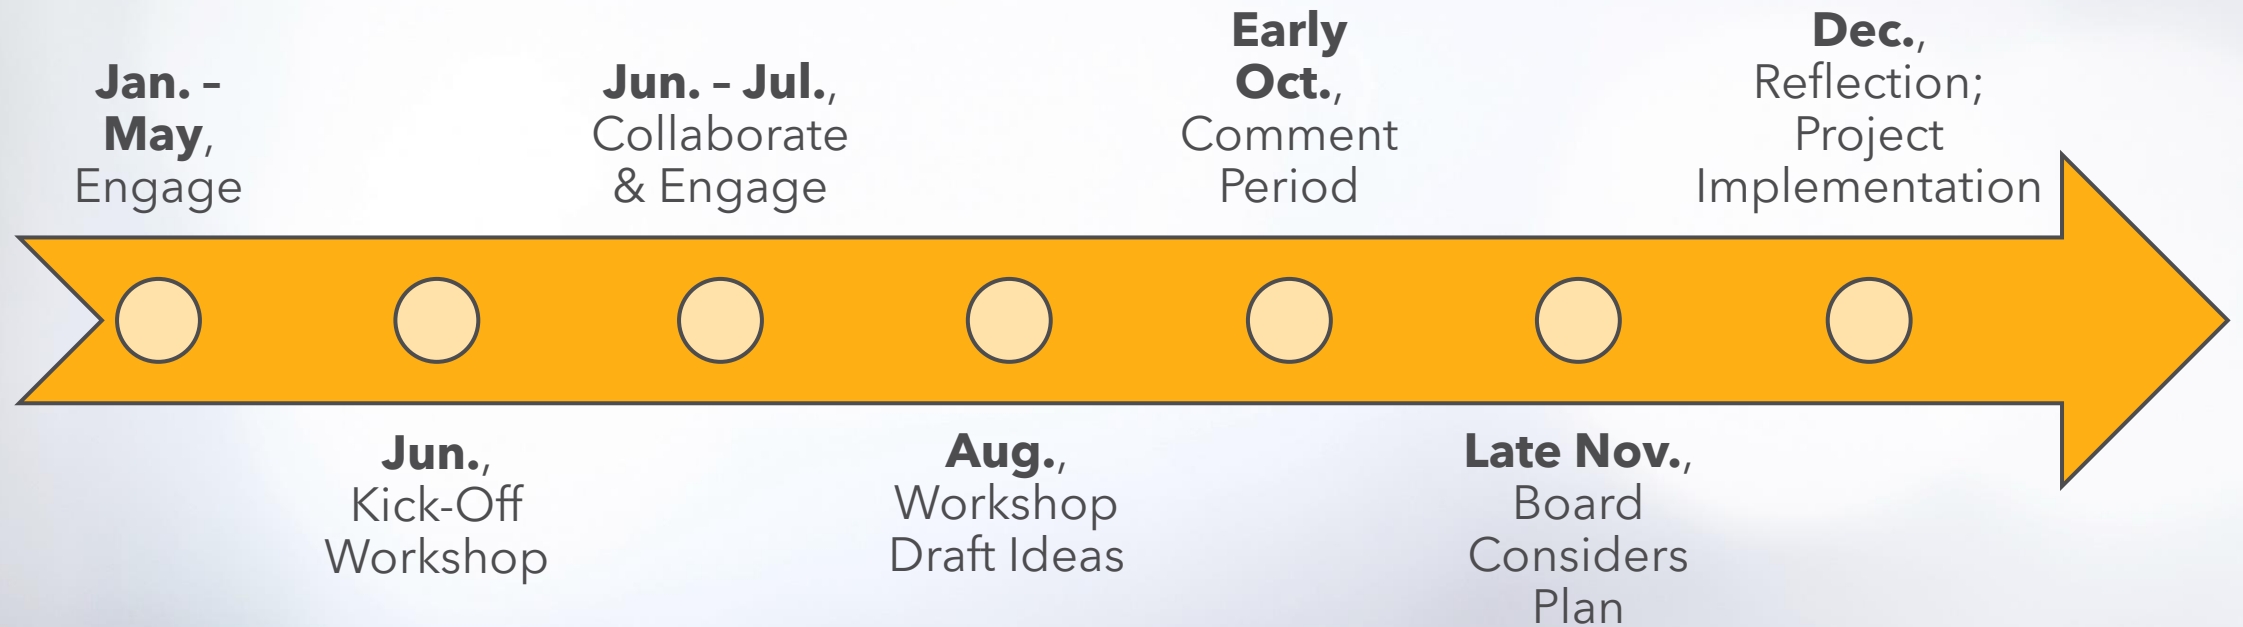 Jan. –
May,
Engage
Jun.,
Kick-Off
Workshop
Jun. – Jul.,
Collaborate
& Engage
Aug.,
Workshop
Draft Ideas
Early
Oct.,
Comment
Period
Late Nov.,
Board
Considers
Plan
Dec.,
Reflection;
Project
Implementation